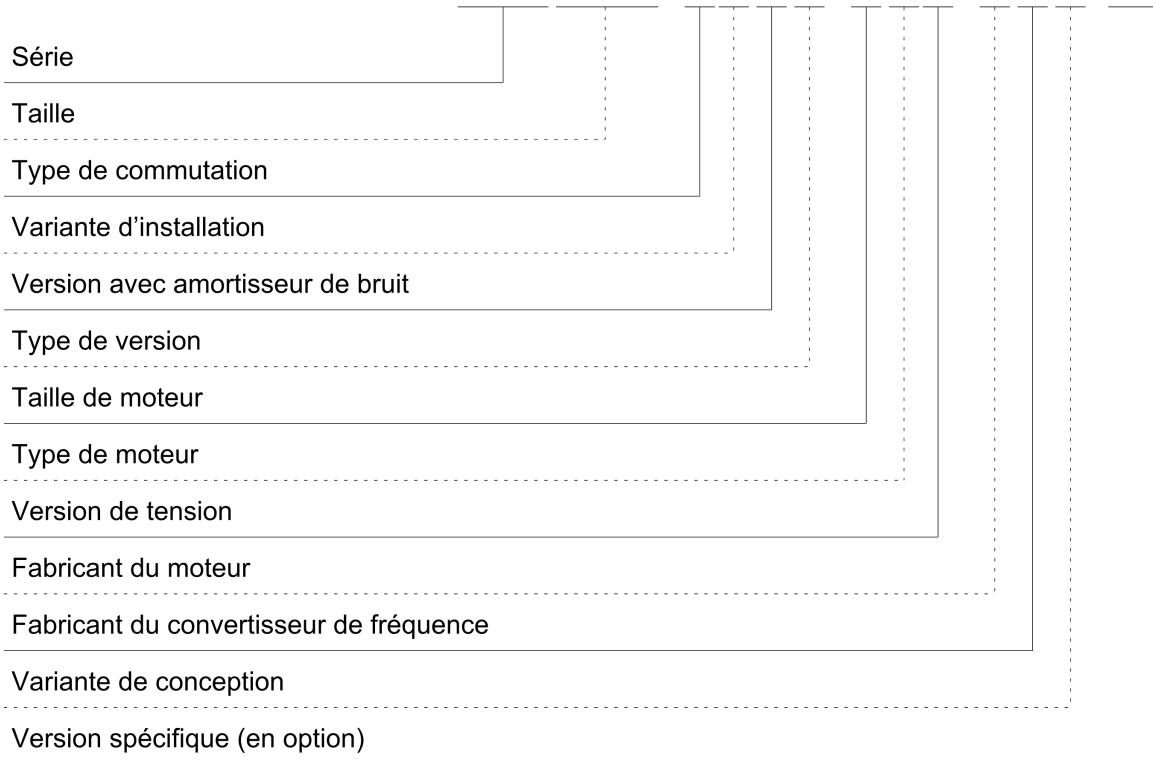 Série
Taille
Type de commutation
Variante d’installation
Version avec amortisseur de bruit
Type de version
Taille de moteur
Type de moteur
Version de tension
Fabricant du moteur
Fabricant du convertisseur de fréquence
Variante de conception
Version spécifique (en option)